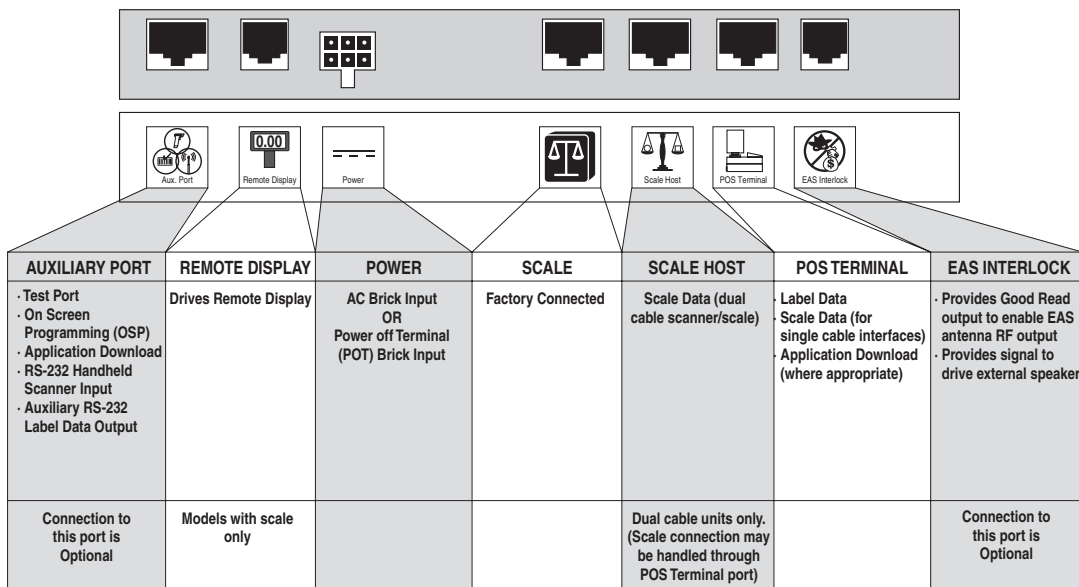 0.00
Aux. Port
Remote Display
Power
Scale Host
POS Terminal
EAS Interlock
$
AUXILIARY PORT
· Test Port
· On Screen
Programming (OSP)
· Application Download
· RS-232 Handheld
Scanner Input
· Auxiliary RS-232
Label Data Output
Connection to
this port is
Optional
REMOTE DISPLAY
Drives Remote Display
Models with scale
only
POWER
AC Brick Input
OR
Power off Terminal
(POT) Brick Input
SCALE
Factory Connected
SCALE HOST
Scale Data (dual
cable scanner/scale)
Dual cable units only.
(Scale connection may
be handled through
POS Terminal port)
POS TERMINAL
· Label Data
· Scale Data (for
single cable interfaces)
· Application Download
(where appropriate)
EAS INTERLOCK
· Provides Good Read
output to enable EAS
antenna RF output
· Provides signal to
drive external speaker
Connection to
this port is
Optional